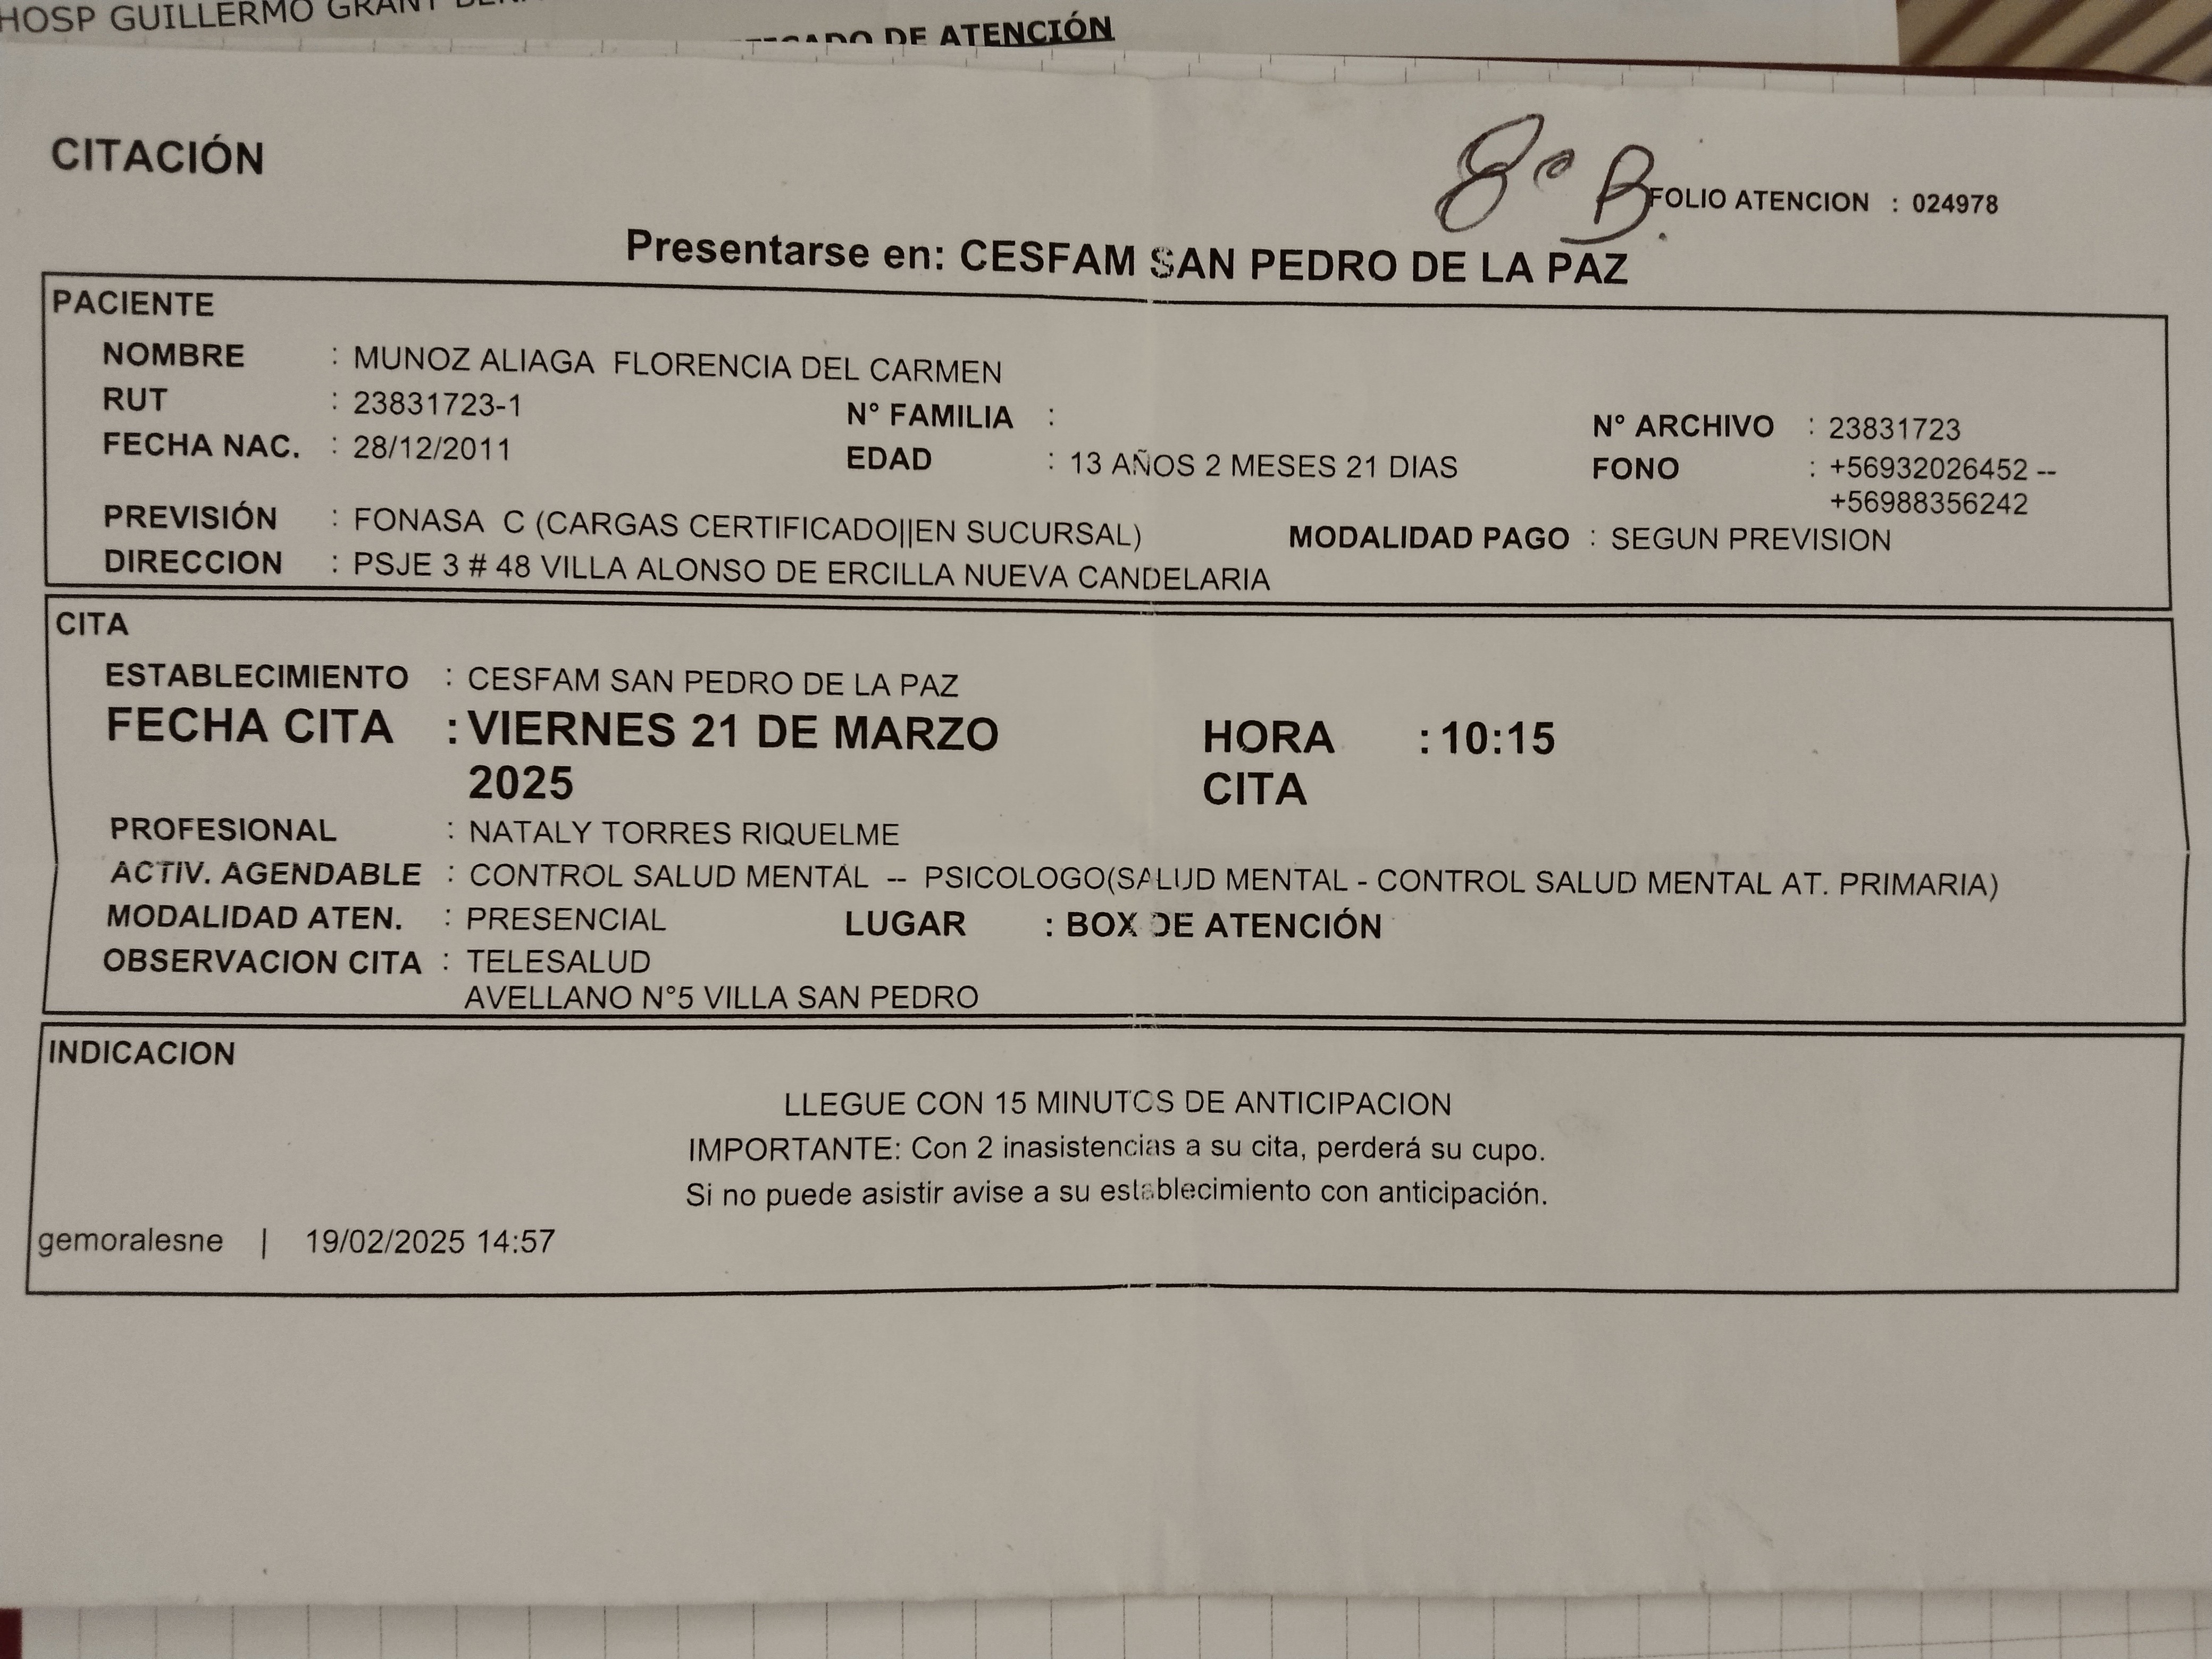 HOSP GUILLERMO GRANT
DE ATENCIÓN
CITACIÓN
8º B
FOLIO ATENCION : 024978
Presentarse en: CESFAM SAN PEDRO DE LA PAZ
PACIENTE
NOMBRE : MUNOZ ALIAGA FLORENCIA DEL CARMEN
RUT : 23831723-1 N° FAMILIA : N° ARCHIVO : 23831723
FECHA NAC. : 28/12/2011 EDAD : 13 AÑOS 2 MESES 21 DIAS FONO : +56932026452 --
+56988356242
PREVISIÓN : FONASA C (CARGAS CERTIFICADO||EN SUCURSAL) MODALIDAD PAGO : SEGUN PREVISION
DIRECCION : PSJE 3 # 48 VILLA ALONSO DE ERCILLA NUEVA CANDELARIA
CITA
ESTABLECIMIENTO : CESFAM SAN PEDRO DE LA PAZ
FECHA CITA : VIERNES 21 DE MARZO HORA : 10:15
2025 CITA
PROFESIONAL : NATALY TORRES RIQUELME
ACTIV. AGENDABLE : CONTROL SALUD MENTAL -- PSICOLOGO(SALUD MENTAL - CONTROL SALUD MENTAL AT. PRIMARIA)
MODALIDAD ATEN. : PRESENCIAL LUGAR : BOX DE ATENCIÓN
OBSERVACION CITA : TELESALUD
AVELLANO N°5 VILLA SAN PEDRO
INDICACION
LLEGUE CON 15 MINUTOS DE ANTICIPACION
IMPORTANTE: Con 2 inasistencias a su cita, perderá su cupo.
Si no puede asistir avise a su establecimiento con anticipación.
gemoralesne | 19/02/2025 14:57